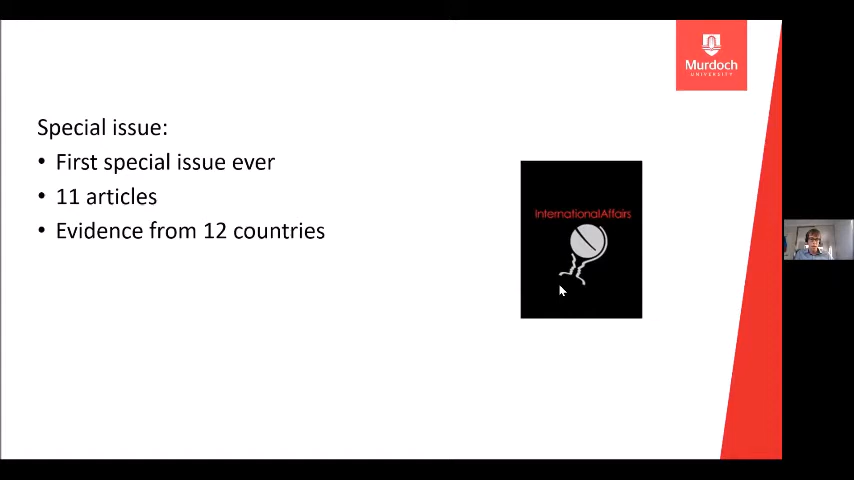 Murdoch
UNIVERSITY
Special issue:
• First special issue ever
• 11 articles
• Evidence from 12 countries
InternationalAffairs